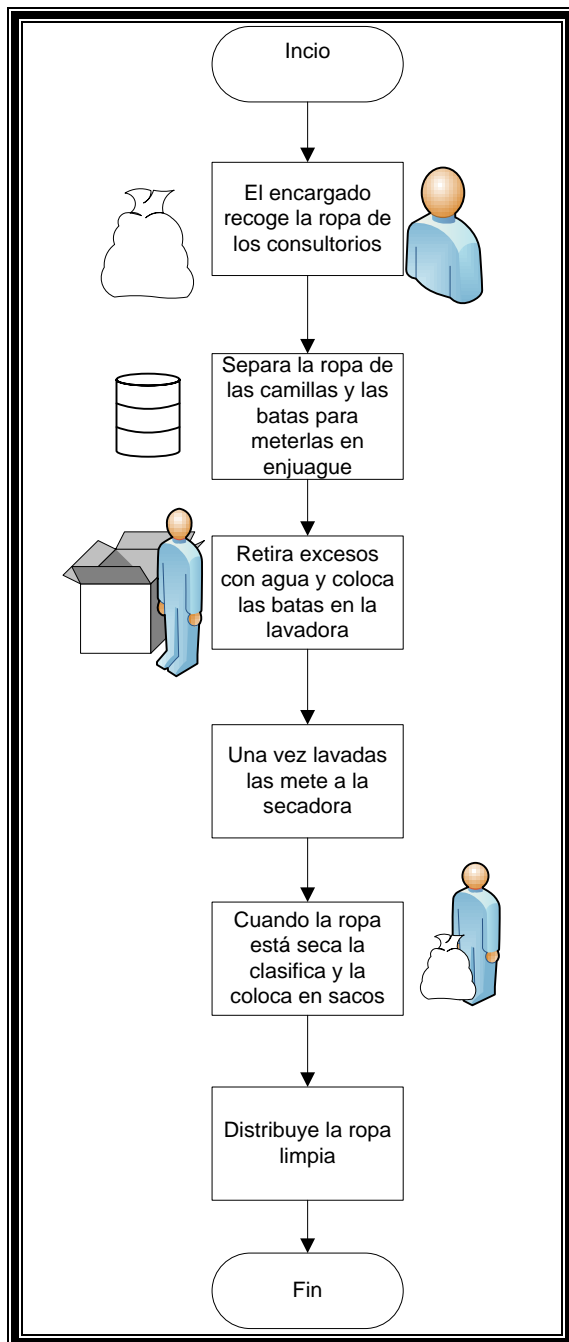 Incio
El encargado
recoge la ropa de
los consultorios
Separa la ropa de
las camillas y las
batas para
meterlas en
enjuague
Retira excesos
con agua y coloca
las batas en la
lavadora
Una vez lavadas
las mete a la
secadora
Cuando la ropa
está seca la
clasifica y la
coloca en sacos
Distribuye la ropa
limpia
Fin